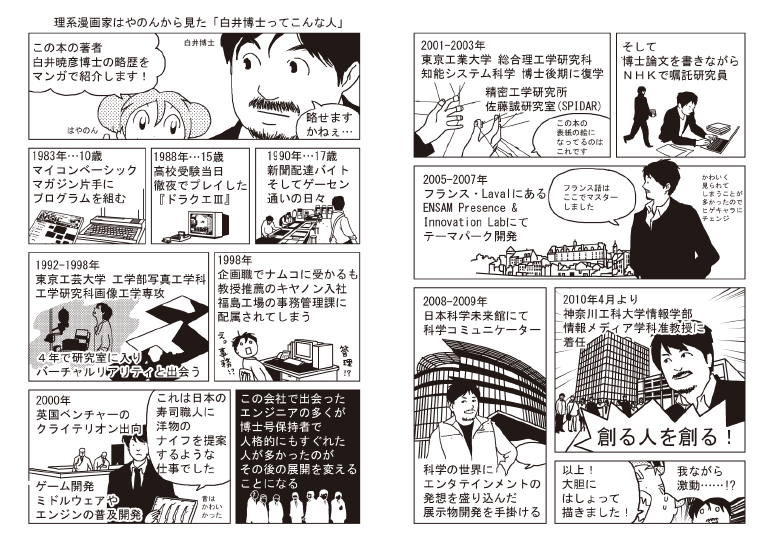 理系漫画家はやのんから見た「白井博士ってこんな人」
この本の著者
白井暁彦博士の略歴を
マンガで紹介します！
白井博士
はやのん
略せます
かねぇ…
1983年…10歳
マイコンベーシック
マガジン片手に
プログラムを組む
1988年…15歳
高校受験当日
徹夜でプレイした
『ドラクエⅢ』
1990年…17歳
新聞配達バイト
そしてゲーセン
通いの日々
1992-1998年
東京工芸大学 工学部写真工学科
工学研究科画像工学専攻
４年で研究室に入り
バーチャルリアリティと出会う
1998年
企画職でナムコに受かるも
教授推薦のキヤノン入社
福島工場の事務管理課に
配属されてしまう
え。
事務!?
管理!?
2000年
英国ベンチャーの
クライテリオン出向
ゲーム開発
ミドルウェアや
エンジンの普及開発
これは日本の
寿司職人に
洋物の
ナイフを提案
するような
仕事でした
昔は
かわい
かった
この会社で出会った
エンジニアの多くが
博士号保持者で
人格的にもすぐれた
人が多かったのが
その後の展開を変える
ことになる
2001-2003年
東京工業大学 総合理工学研究科
知能システム科学 博士後期に復学
精密工学研究所
佐藤誠研究室(SPIDAR)
この本の
表紙の絵に
なってるのは
これです
そして
博士論文を書きながら
ＮＨＫで嘱託研究員
2005-2007年
フランス・Lavalにある
ENSAM Presence &
Innovation Labにて
テーマパーク開発
フランス語は
ここでマスター
しました
かわいく
見られて
しまうことが
多かったので
ヒゲキャラに
チェンジ
2008-2009年
日本科学未来館にて
科学コミュニケーター
科学の世界に
エンタテインメントの
発想を盛り込んだ
展示物開発を手掛ける
2010年4月より
神奈川工科大学情報学部
情報メディア学科准教授に
着任
創る人を創る！
以上！
大胆に
はしょって
描きました！
我ながら
激動……!?